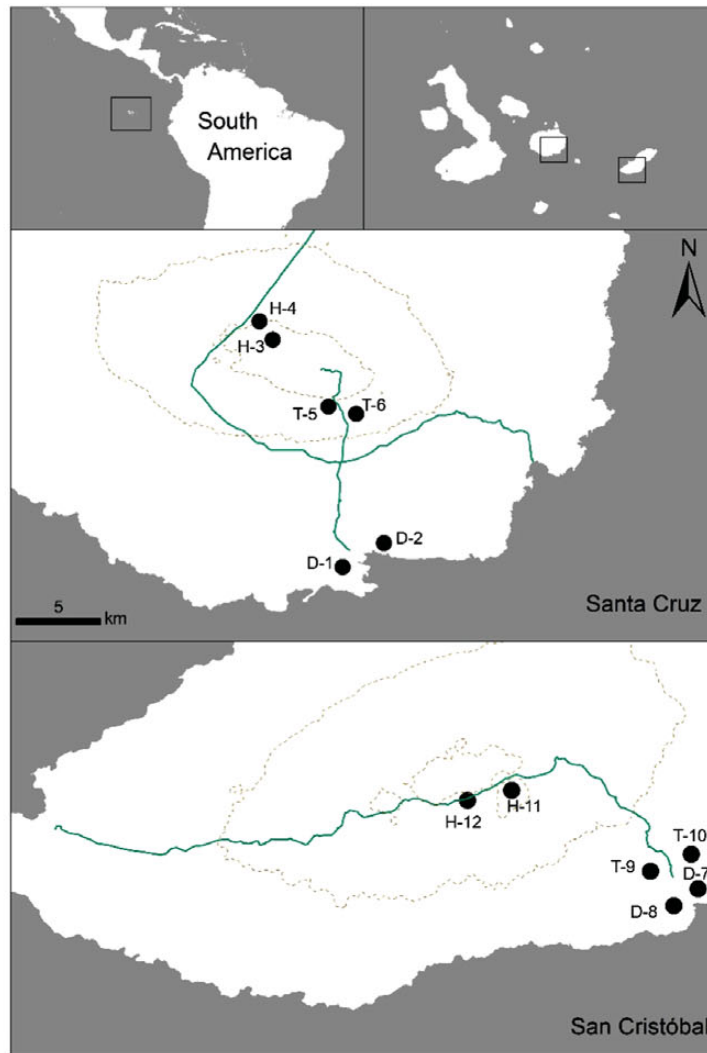 South
America
N
H-4
H-3
T-5
T-6
D-2
D-1
5
km
Santa Cruz
H-11
H-12
T-10
T-9
D-7
D-8
San Cristóbal